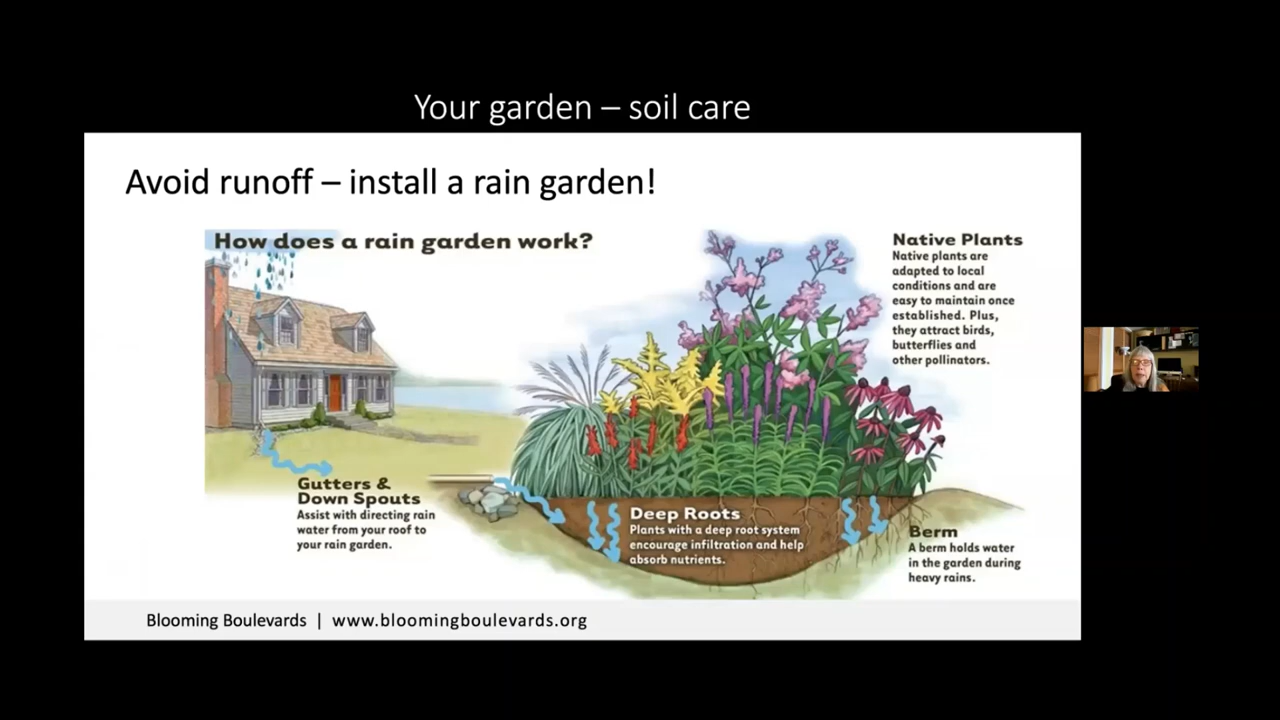 Your garden – soil care
Avoid runoff – install a rain garden!
How does a rain garden work?
Native Plants
Native plants are
adapted to local
conditions and are
easy to maintain once
established. Plus,
they attract birds,
butterflies and
other pollinators.
Gutters &
Down Spouts
Assist with directing rain
water from your roof to
your rain garden.
Deep Roots
Plants with a deep root system
encourage infiltration and help
absorb nutrients.
Berm
A berm holds water
in the garden during
heavy rains.
Blooming Boulevards | www.bloomingboulevards.org